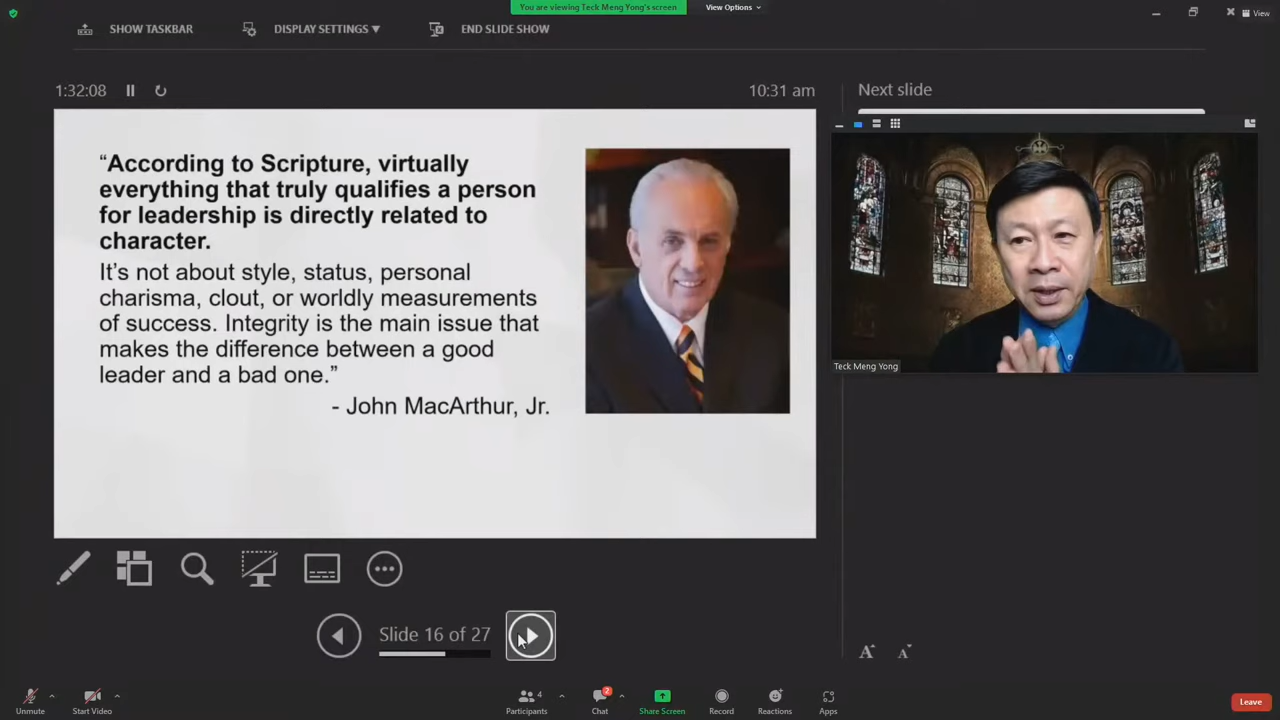 You are viewing Teck Meng Yong's screen
View Options
View
SHOW TASKBAR
DISPLAY SETTINGS
END SLIDE SHOW
1:32:08
10:31 am
Next slide
“According to Scripture, virtually
everything that truly qualifies a person
for leadership is directly related to
character.
It’s not about style, status, personal
charisma, clout, or worldly measurements
of success. Integrity is the main issue that
makes the difference between a good
leader and a bad one.”
- John MacArthur, Jr.
Teck Meng Yong
Slide 16 of 27
A A
Unmute
Start Video
4
Participants
2
Chat
Share Screen
Record
Reactions
Apps
Leave